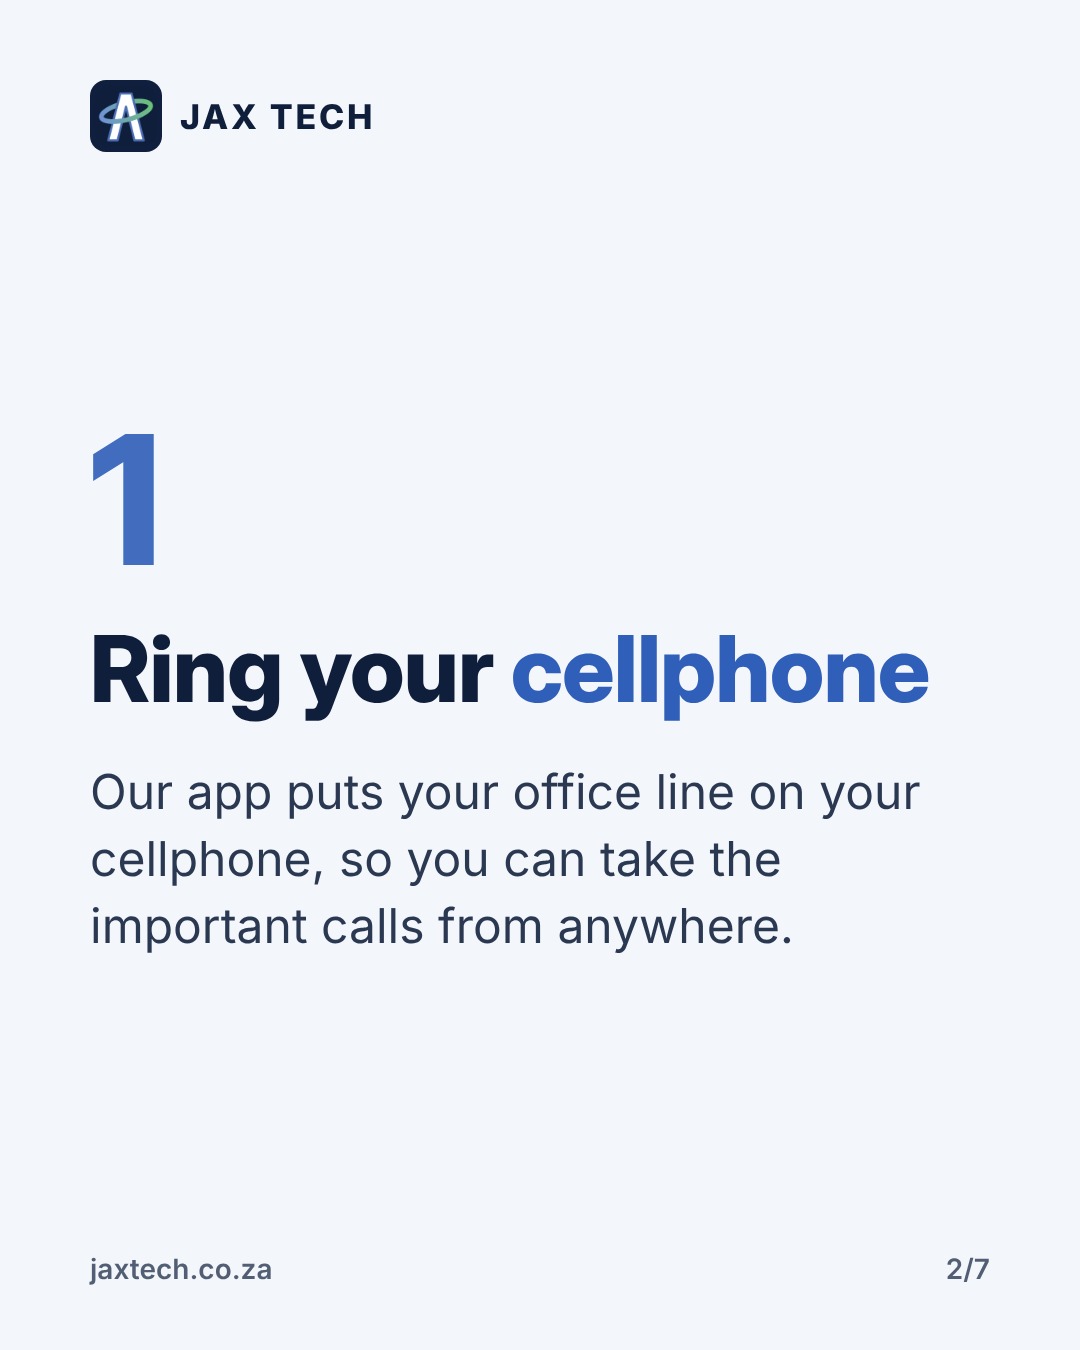 JAX TECH
1
Ring your cellphone
Our app puts your office line on your
cellphone, so you can take the
important calls from anywhere.
jaxtech.co.za
2/7